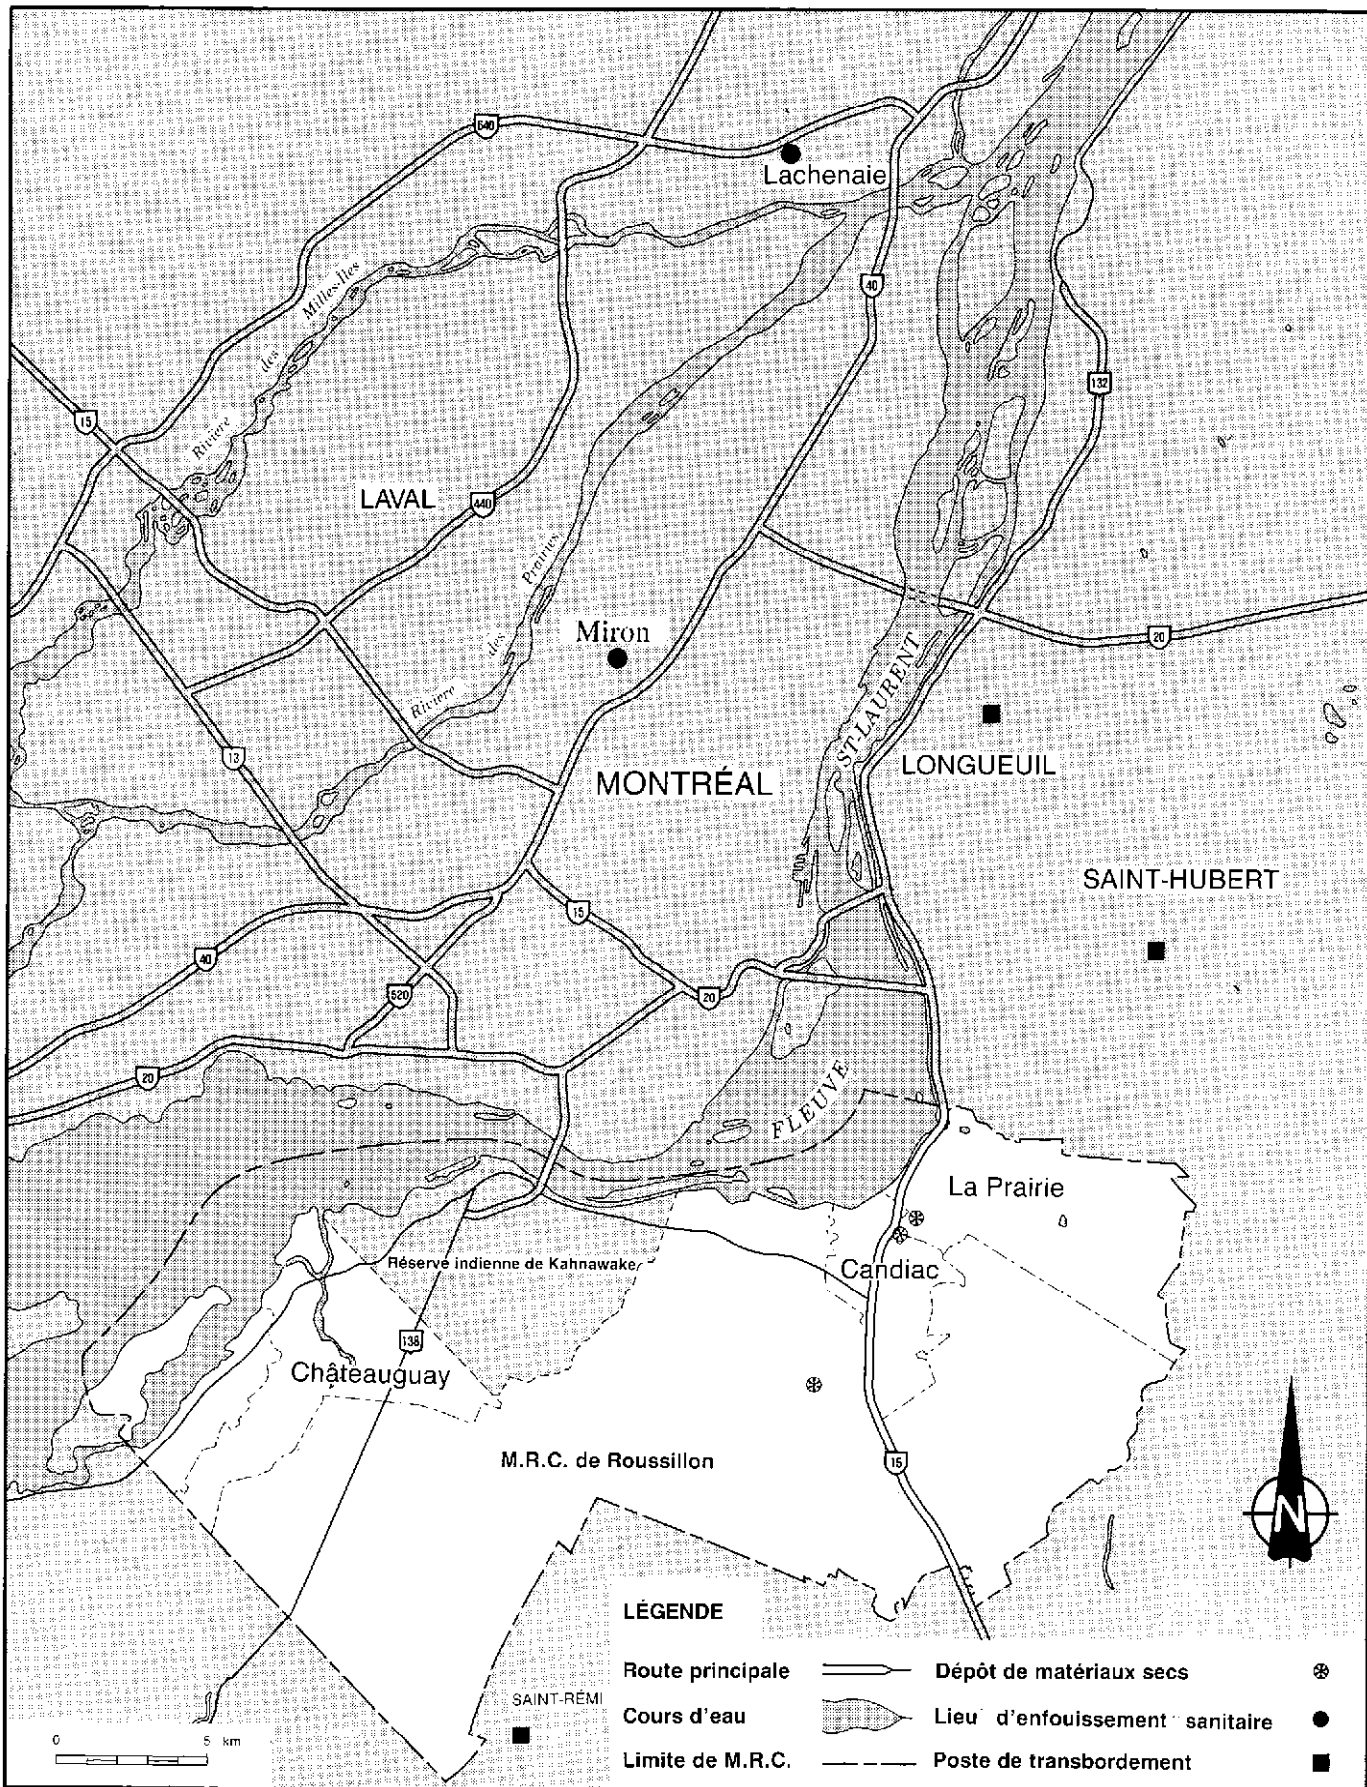 640
Lachenaie
Rivière des Milles-Îles
40
132
15
LAVAL
440
Rivière des Prairies
Miron
20
ST-LAURENT
13
LONGUEUIL
MONTRÉAL
SAINT-HUBERT
15
40
520
20
20
FLEUVE
La Prairie
Réserve indienne de Kahnawake
Candiac
138
Châteauguay
M.R.C. de Roussillon
15
N
LÉGENDE
Route principale
Dépôt de matériaux secs
SAINT-RÉMI
Cours d'eau
Lieu d'enfouissement sanitaire
0 5 km
Limite de M.R.C.
Poste de transbordement